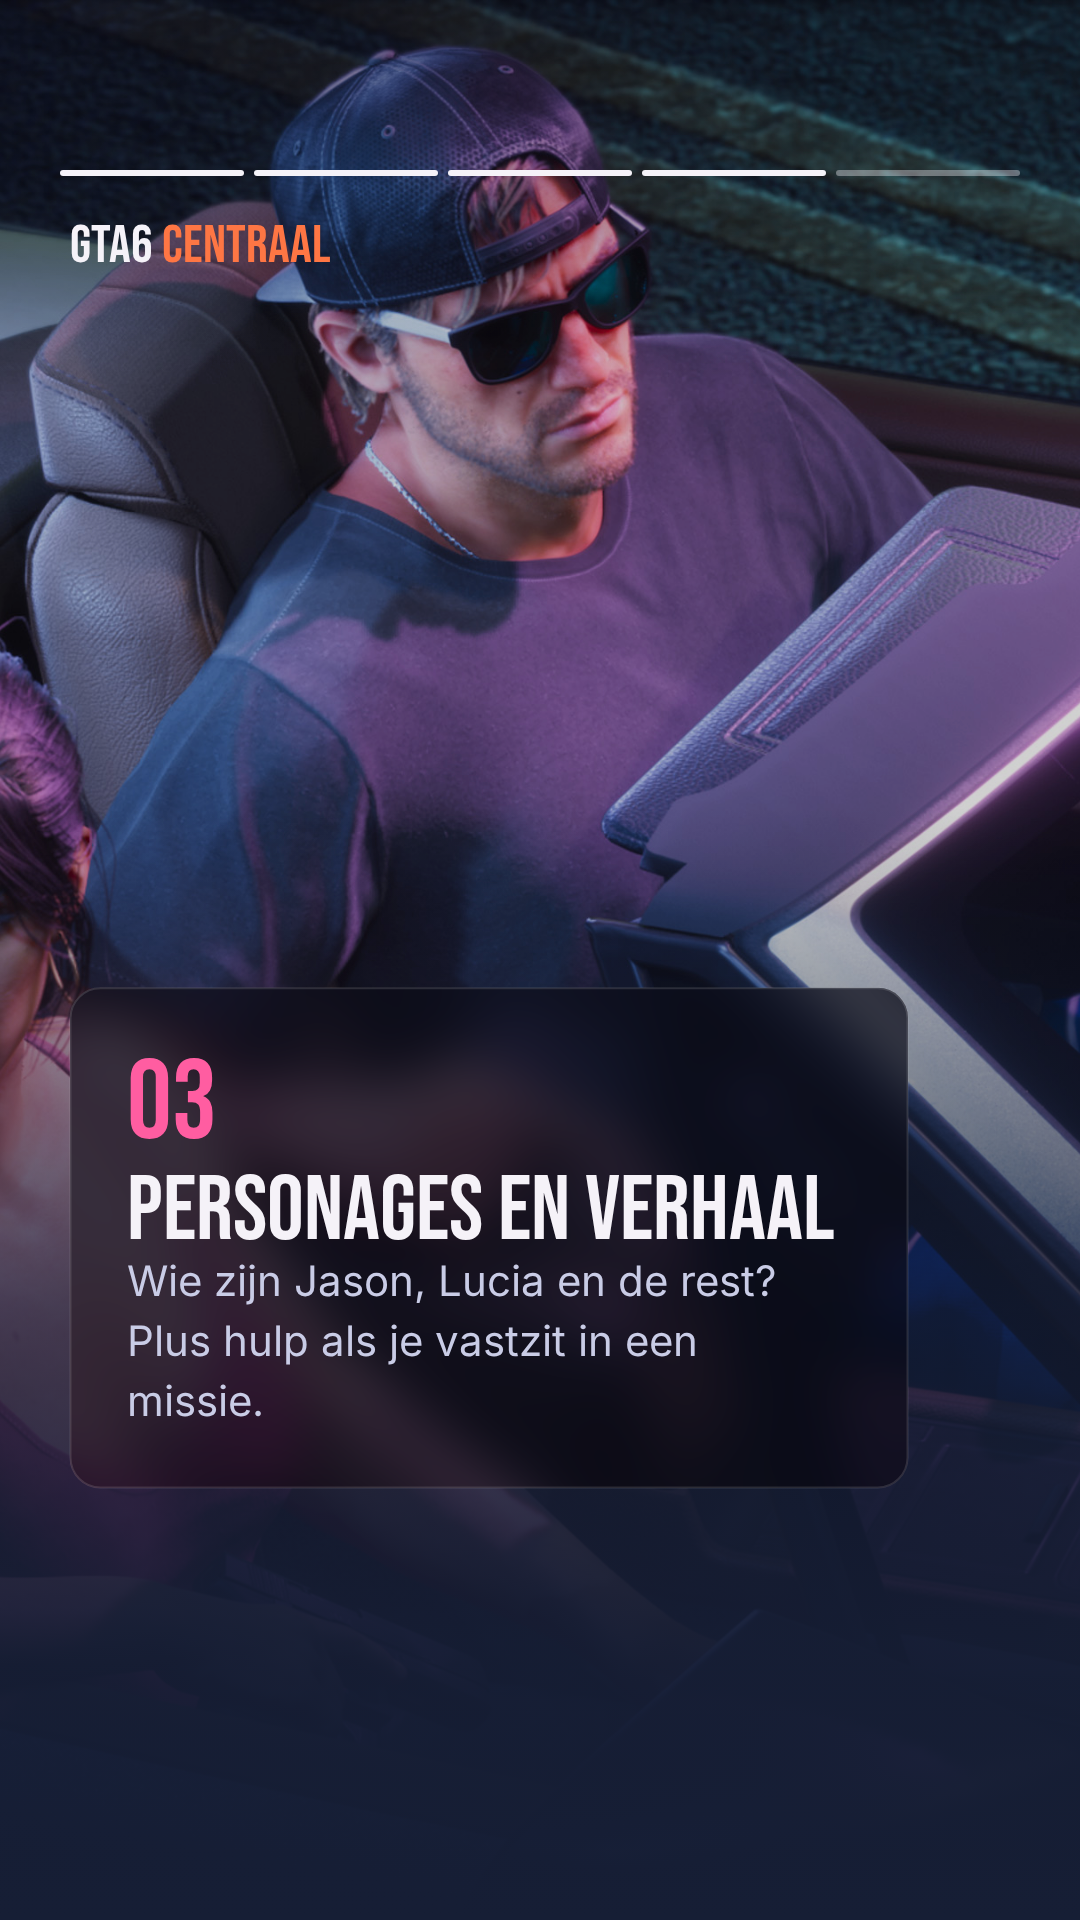 GTA6 CENTRAAL
03
PERSONAGES EN VERHAAL
Wie zijn Jason, Lucia en de rest?
Plus hulp als je vastzit in een
missie.